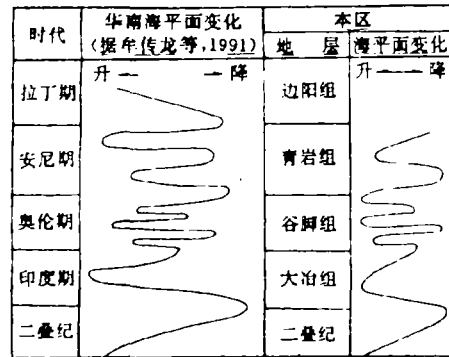 时代
华南海平面变化
(据牟传龙等,1991)
本区
地 层
海平面变化
升 降
升 降
拉丁期
边阳组
安尼期
青岩组
奥伦期
谷脚组
印度期
大冶组
二叠纪
二叠纪